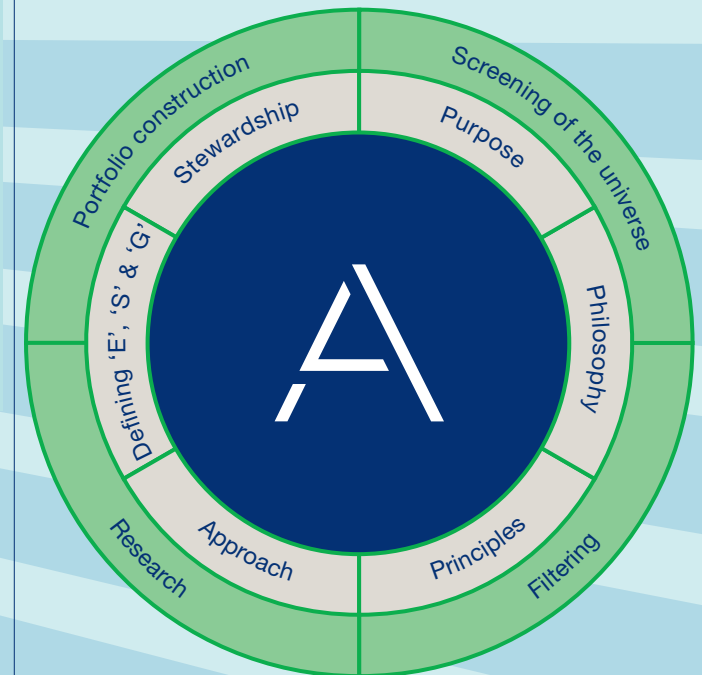 Screening of the universe
Filtering
Research
Portfolio construction
Purpose
Philosophy
Principles
Approach
Defining ‘E’, ‘S’ & ‘G’
Stewardship
A